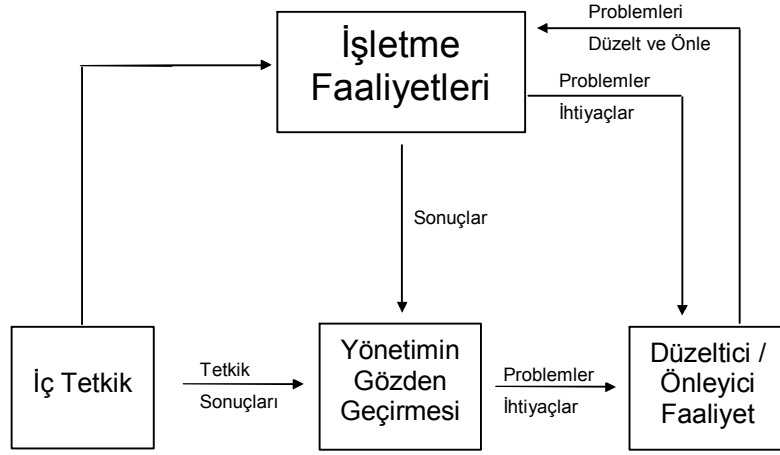 Problemleri
Düzelt ve Önle
İşletme
Faaliyetleri
Problemler
İhtiyaçlar
Sonuçlar
İç Tetkik
Tetkik
Sonuçları
Yönetimin
Gözden
Geçirmesi
Problemler
İhtiyaçlar
Düzeltici /
Önleyici
Faaliyet